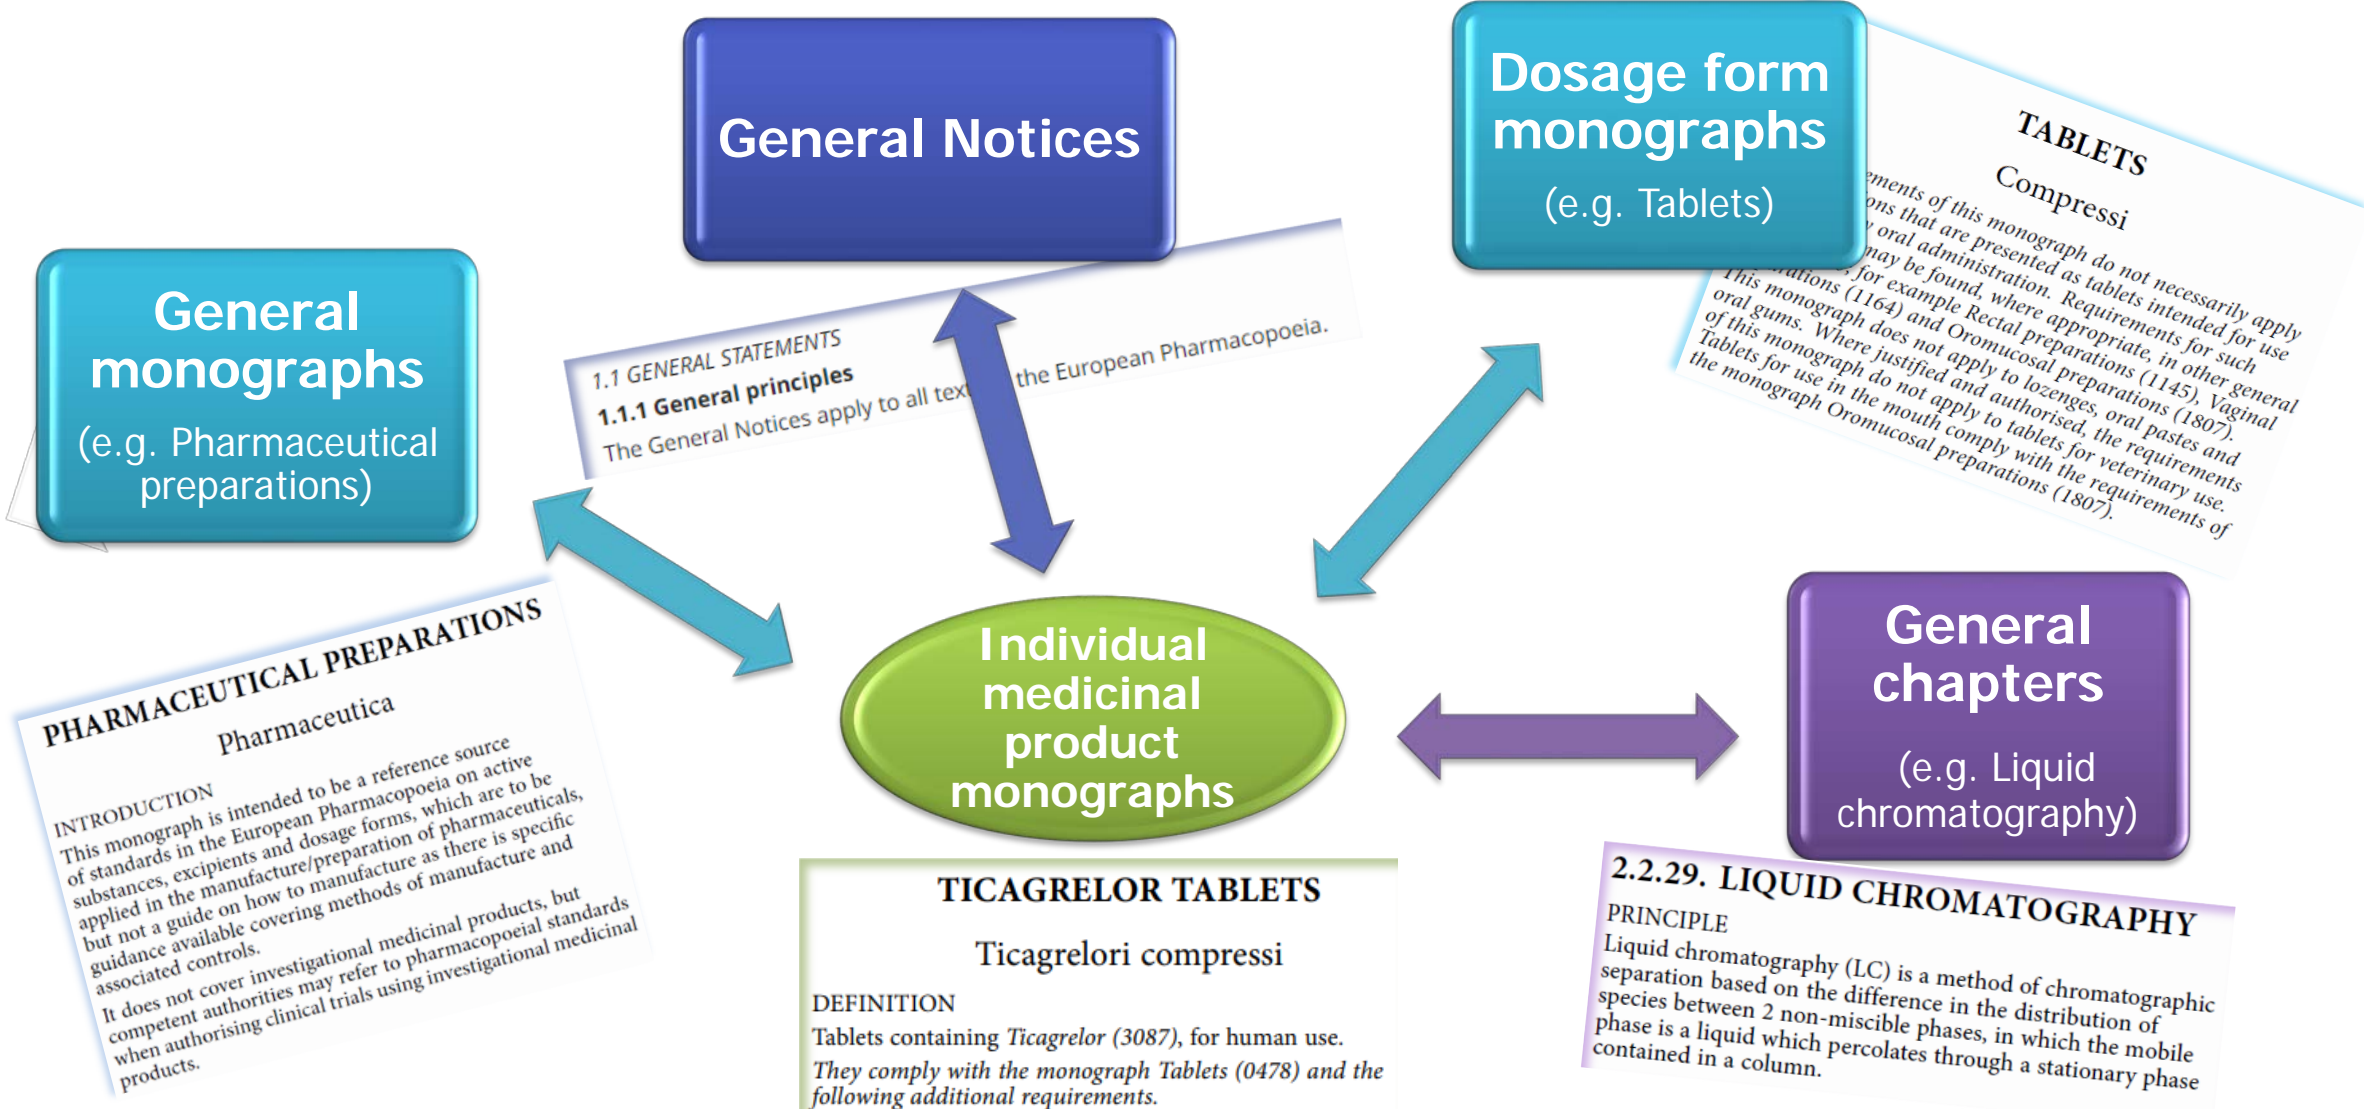 General Notices
1.1 GENERAL STATEMENTS
1.1.1 General principles
The General Notices apply to all text the European Pharmacopoeia.
Dosage form
monographs
(e.g. Tablets)
TABLETS
Compressi
ements of this monograph do not necessarily apply
ons that are presented as tablets intended for use
oral administration. Requirements for such
may be found, where appropriate, in other general
for example Rectal preparations (1145), Vaginal
rations (1164) and Oromucosal preparations (1807).
This monograph does not apply to lozenges, oral pastes and
oral gums. Where justified and authorised, the requirements
of this monograph do not apply to tablets for veterinary use.
Tablets for use in the mouth comply with the requirements of
the monograph Oromucosal preparations (1807).
General
monographs
(e.g. Pharmaceutical
preparations)
PHARMACEUTICAL PREPARATIONS
Pharmaceutica
INTRODUCTION
This monograph is intended to be a reference source
of standards in the European Pharmacopoeia on active
substances, excipients and dosage forms, which are to be
applied in the manufacture/preparation of pharmaceuticals,
but not a guide on how to manufacture as there is specific
guidance available covering methods of manufacture and
associated controls.
It does not cover investigational medicinal products, but
competent authorities may refer to pharmacopoeial standards
when authorising clinical trials using investigational medicinal
products.
Individual
medicinal
product
monographs
TICAGRELOR TABLETS
Ticagrelori compressi
DEFINITION
Tablets containing Ticagrelor (3087), for human use.
They comply with the monograph Tablets (0478) and the
following additional requirements.
General
chapters
(e.g. Liquid
chromatography)
2.2.29. LIQUID CHROMATOGRAPHY
PRINCIPLE
Liquid chromatography (LC) is a method of chromatographic
separation based on the difference in the distribution of
species between 2 non-miscible phases, in which the mobile
phase is a liquid which percolates through a stationary phase
contained in a column.